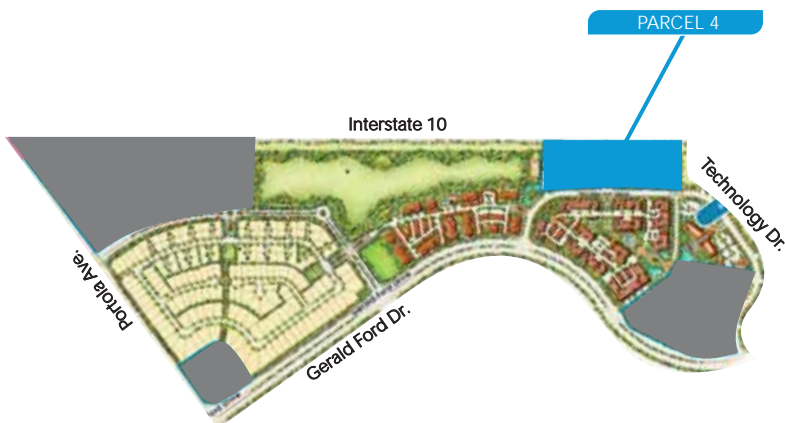 PARCEL 4
Interstate 10
Technology Dr.
Portola Ave.
Gerald Ford Dr.